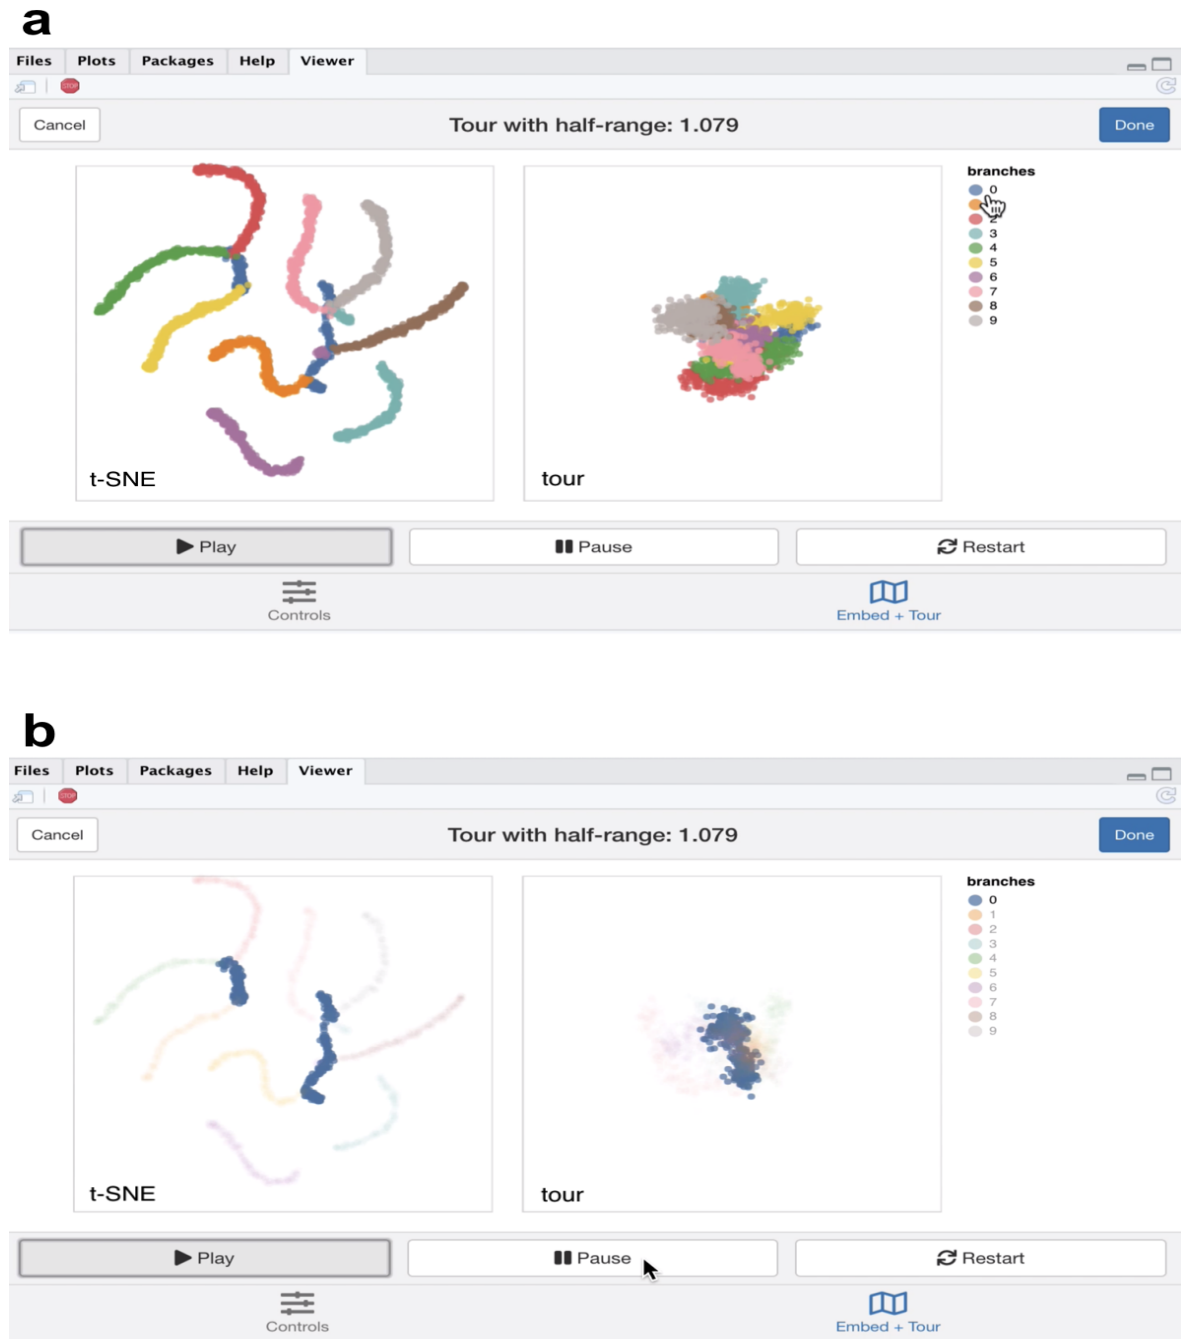 a
Files Plots Packages Help Viewer
STOP
Cancel Tour with half-range: 1.079 Done
branches
0
2
3
4
5
6
7
8
9
t-SNE tour
Play Pause Restart
Controls Embed + Tour
b
Files Plots Packages Help Viewer
STOP
Cancel Tour with half-range: 1.079 Done
branches
0
1
2
3
4
5
6
7
8
9
t-SNE tour
Play Pause Restart
Controls Embed + Tour